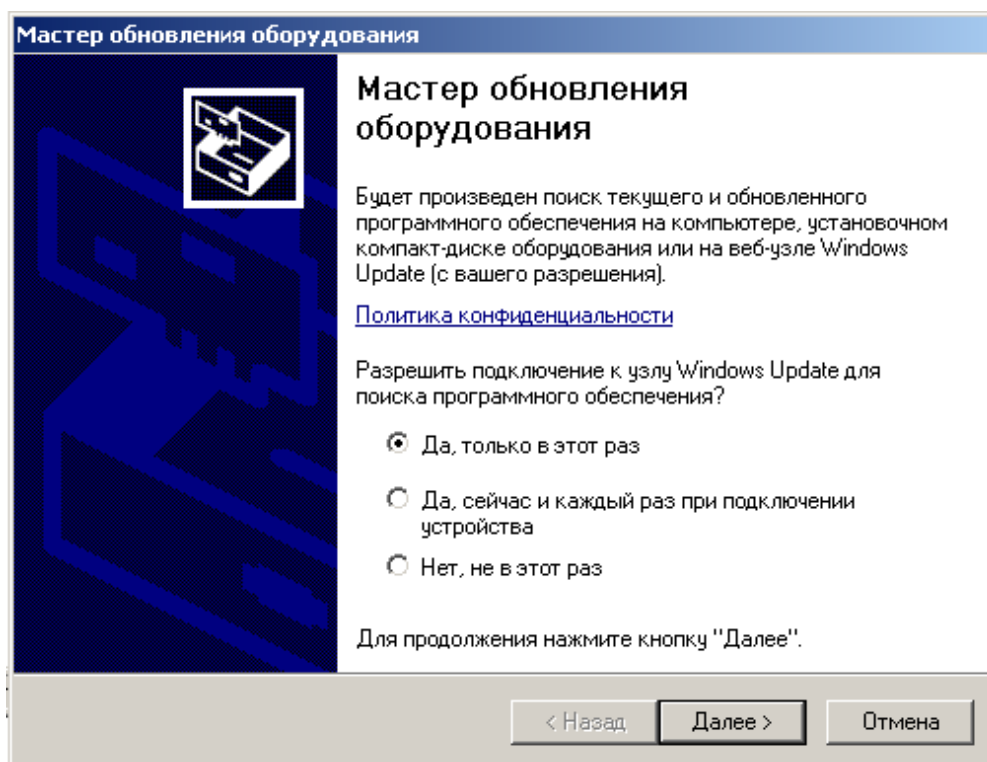 Мастер обновления оборудования
Мастер обновления
оборудования
Будет произведен поиск текущего и обновленного
программного обеспечения на компьютере, установочном
компакт-диске оборудования или на веб-узле Windows
Update (с вашего разрешения).
Политика конфиденциальности
Разрешить подключение к узлу Windows Update для
поиска программного обеспечения?
Да, только в этот раз
Да, сейчас и каждый раз при подключении
устройства
Нет, не в этот раз
Для продолжения нажмите кнопку "Далее".
< Назад
Далее >
Отмена